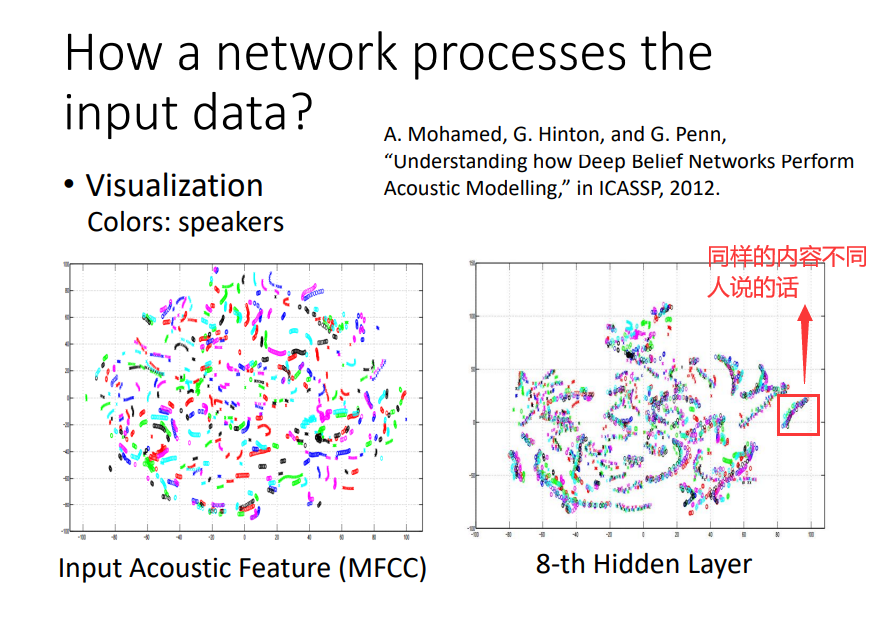 How a network processes the
input data?
A. Mohamed, G. Hinton, and G. Penn,
“Understanding how Deep Belief Networks Perform
Acoustic Modelling,” in ICASSP, 2012.
• Visualization
Colors: speakers
同样的内容不同
人说的话
Input Acoustic Feature (MFCC)
8-th Hidden Layer